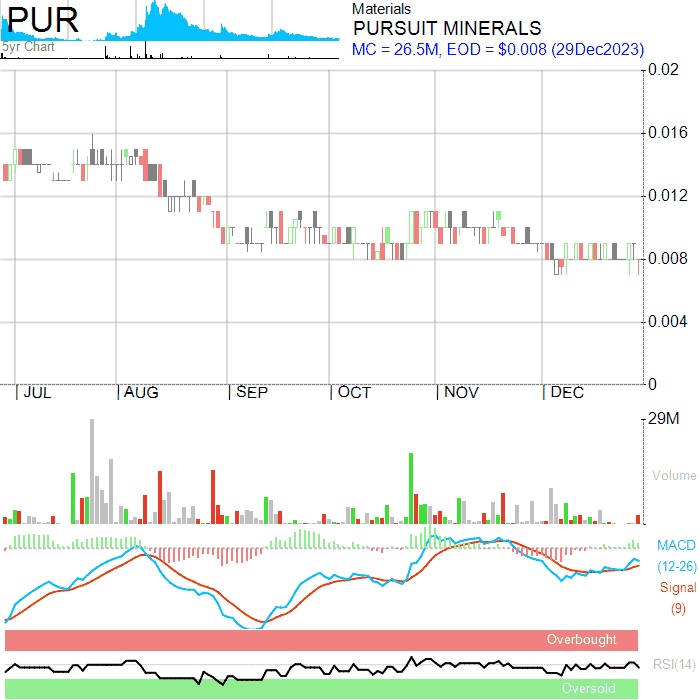 PUR
5yr Chart
Materials
PURSUIT MINERALS
MC = 26.5M, EOD = $0.008 (29Dec2023)
0.02
0.016
0.012
0.008
0.004
0
JUL AUG SEP OCT NOV DEC
29M
Volume
MACD
(12-26)
Signal
(9)
Overbought
RSI(14)
Oversold